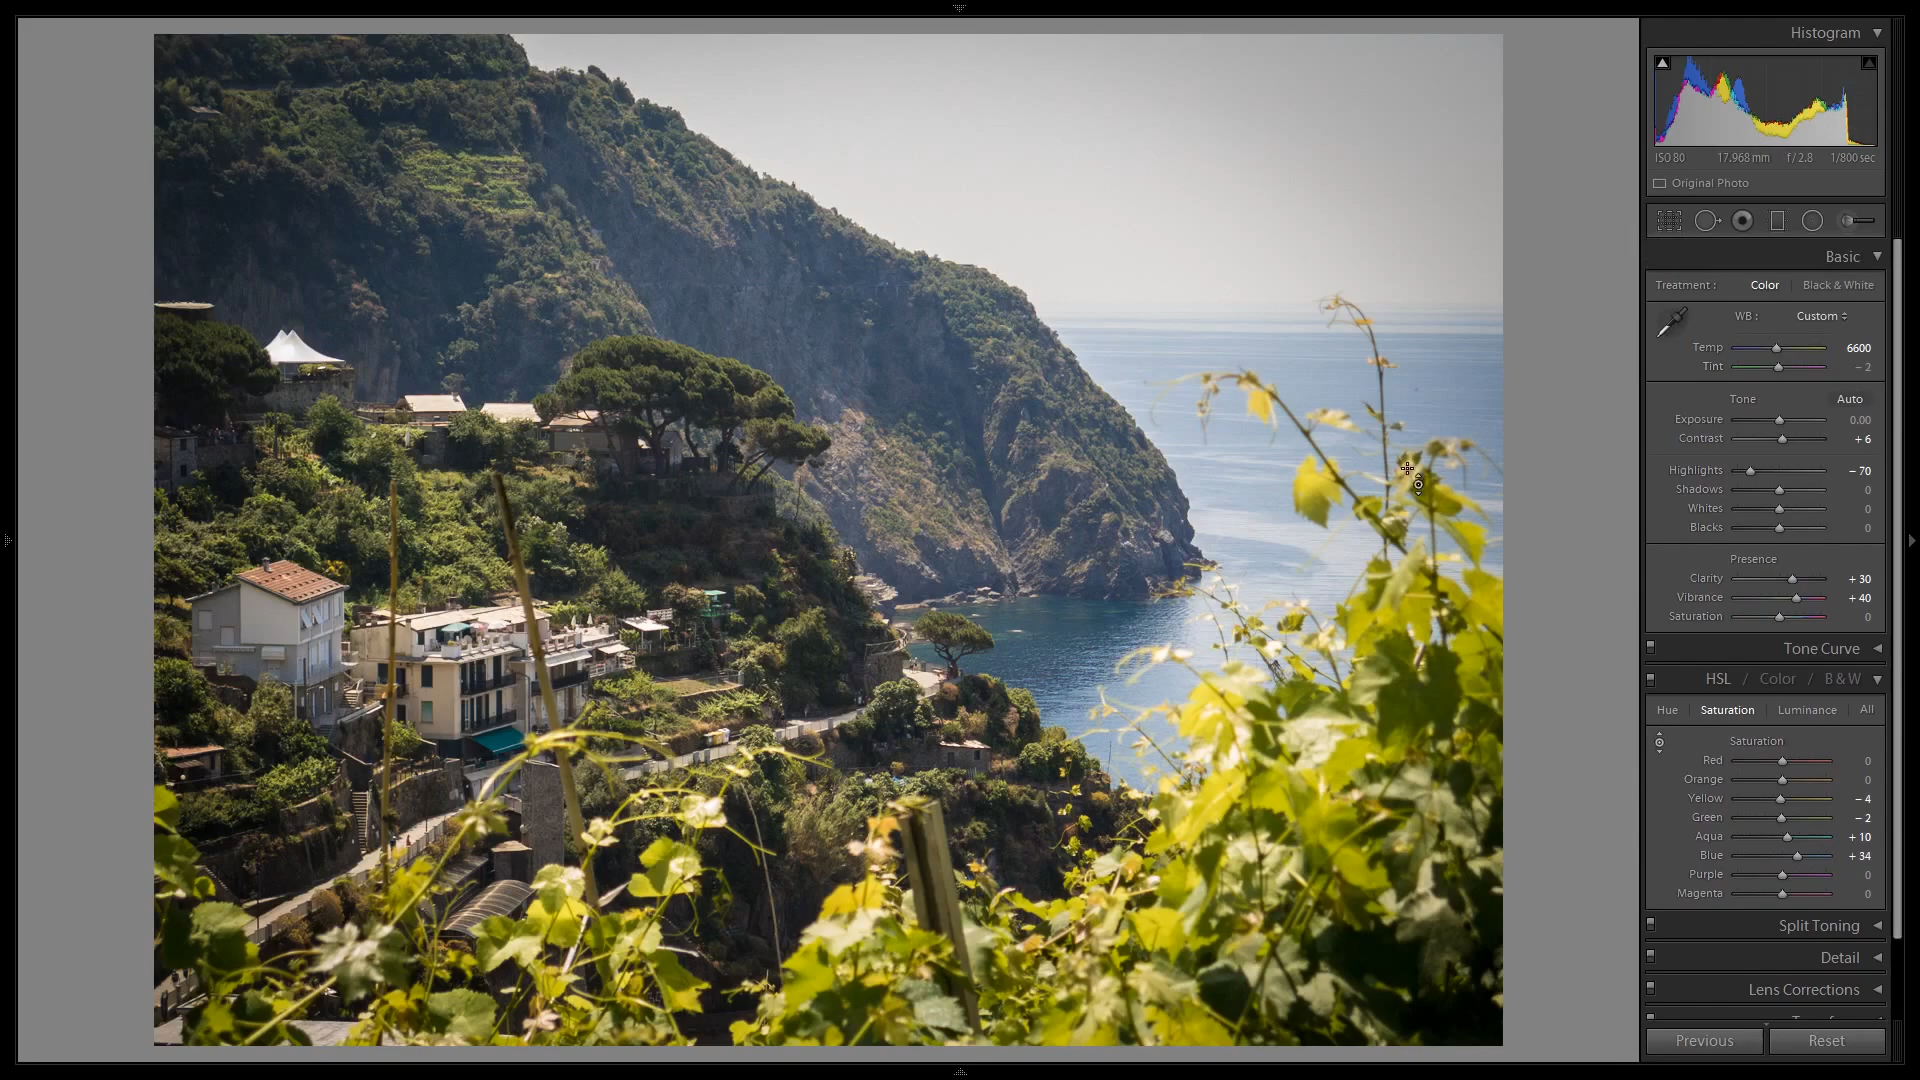 Histogram
ISO 80 17.968 mm f / 2.8 1/800 sec
Original Photo
Basic
Treatment : Color Black & White
WB : Custom
Temp 6600
Tint – 2
Tone Auto
Exposure 0.00
Contrast + 6
Highlights – 70
Shadows 0
Whites 0
Blacks 0
Presence
Clarity + 30
Vibrance + 40
Saturation 0
Tone Curve
HSL / Color / B & W
Hue Saturation Luminance All
Saturation
Red 0
Orange 0
Yellow – 4
Green – 2
Aqua + 10
Blue + 34
Purple 0
Magenta 0
Split Toning
Detail
Lens Corrections
Previous Reset